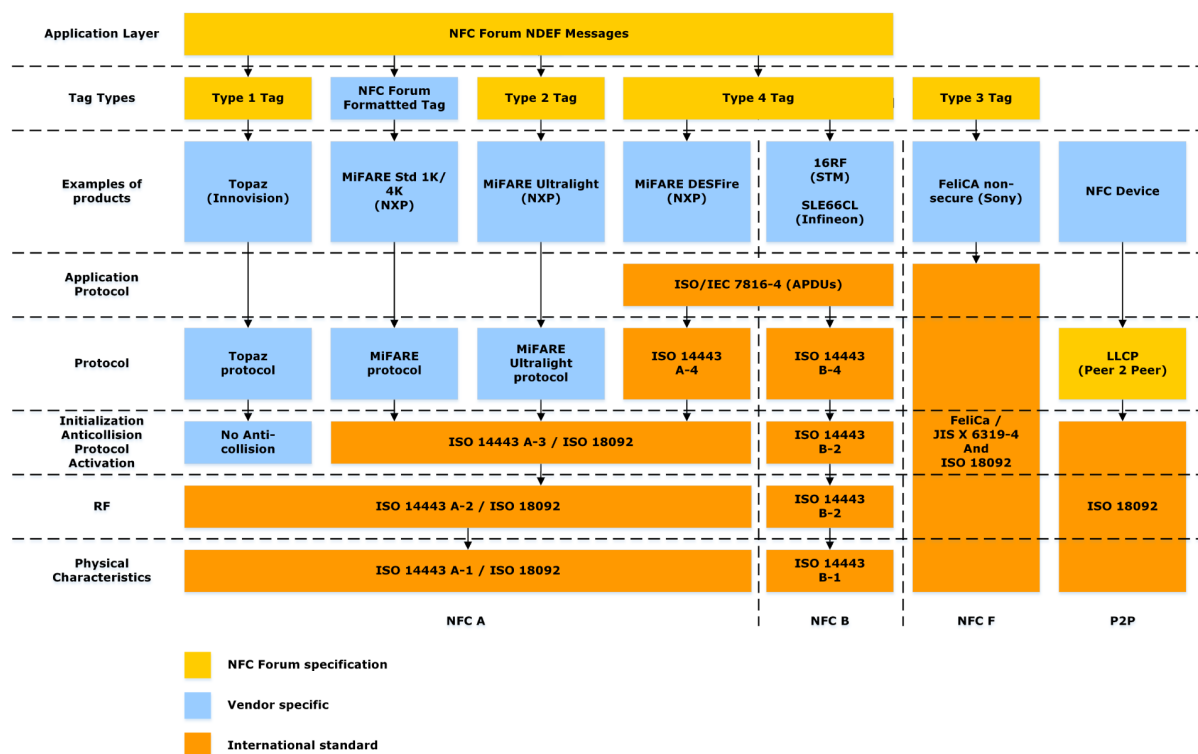 Application Layer
NFC Forum NDEF Messages
Tag Types
Type 1 Tag
NFC Forum
Formattted Tag
Type 2 Tag
Type 4 Tag
Type 3 Tag
Examples of
products
Topaz
(Innovision)
MiFARE Std 1K/
4K
(NXP)
MiFARE Ultralight
(NXP)
MiFARE DESFire
(NXP)
16RF
(STM)
SLE66CL
(Infineon)
FeliCA non-
secure (Sony)
NFC Device
Application
Protocol
ISO/IEC 7816-4 (APDUs)
Protocol
Topaz
protocol
MiFARE
protocol
MiFARE
Ultralight
protocol
ISO 14443
A-4
ISO 14443
B-4
LLCP
(Peer 2 Peer)
Initialization
Anticollision
Protocol
Activation
No Anti-
collision
ISO 14443 A-3 / ISO 18092
ISO 14443
B-2
FeliCa /
JIS X 6319-4
And
ISO 18092
RF
ISO 14443 A-2 / ISO 18092
ISO 14443
B-2
ISO 18092
Physical
Characteristics
ISO 14443 A-1 / ISO 18092
ISO 14443
B-1
NFC A
NFC B
NFC F
P2P
NFC Forum specification
Vendor specific
International standard